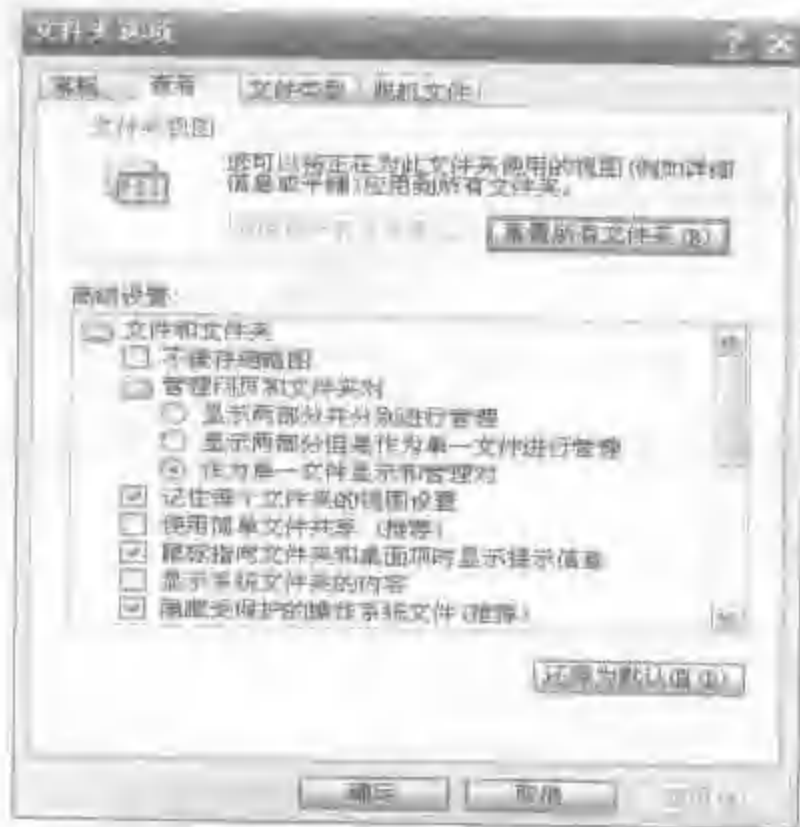 文件夹选项
常规 查看 文件类型 脱机文件
文件夹视图
您可以将正在为此文件夹使用的视图(例如详细
信息或平铺)应用到所有文件夹。
重置所有文件夹(R)
高级设置:
文件和文件夹
不缓存缩略图
管理网页和文件夹对
显示两部分并分别进行管理
显示两部分但是作为单一文件进行管理
作为单一文件显示和管理对
记住每个文件夹的视图设置
使用简单文件共享(推荐)
鼠标指向文件夹和桌面项时显示提示信息
显示系统文件夹的内容
隐藏受保护的操作系统文件(推荐)
还原为默认值(D)
确定 取消